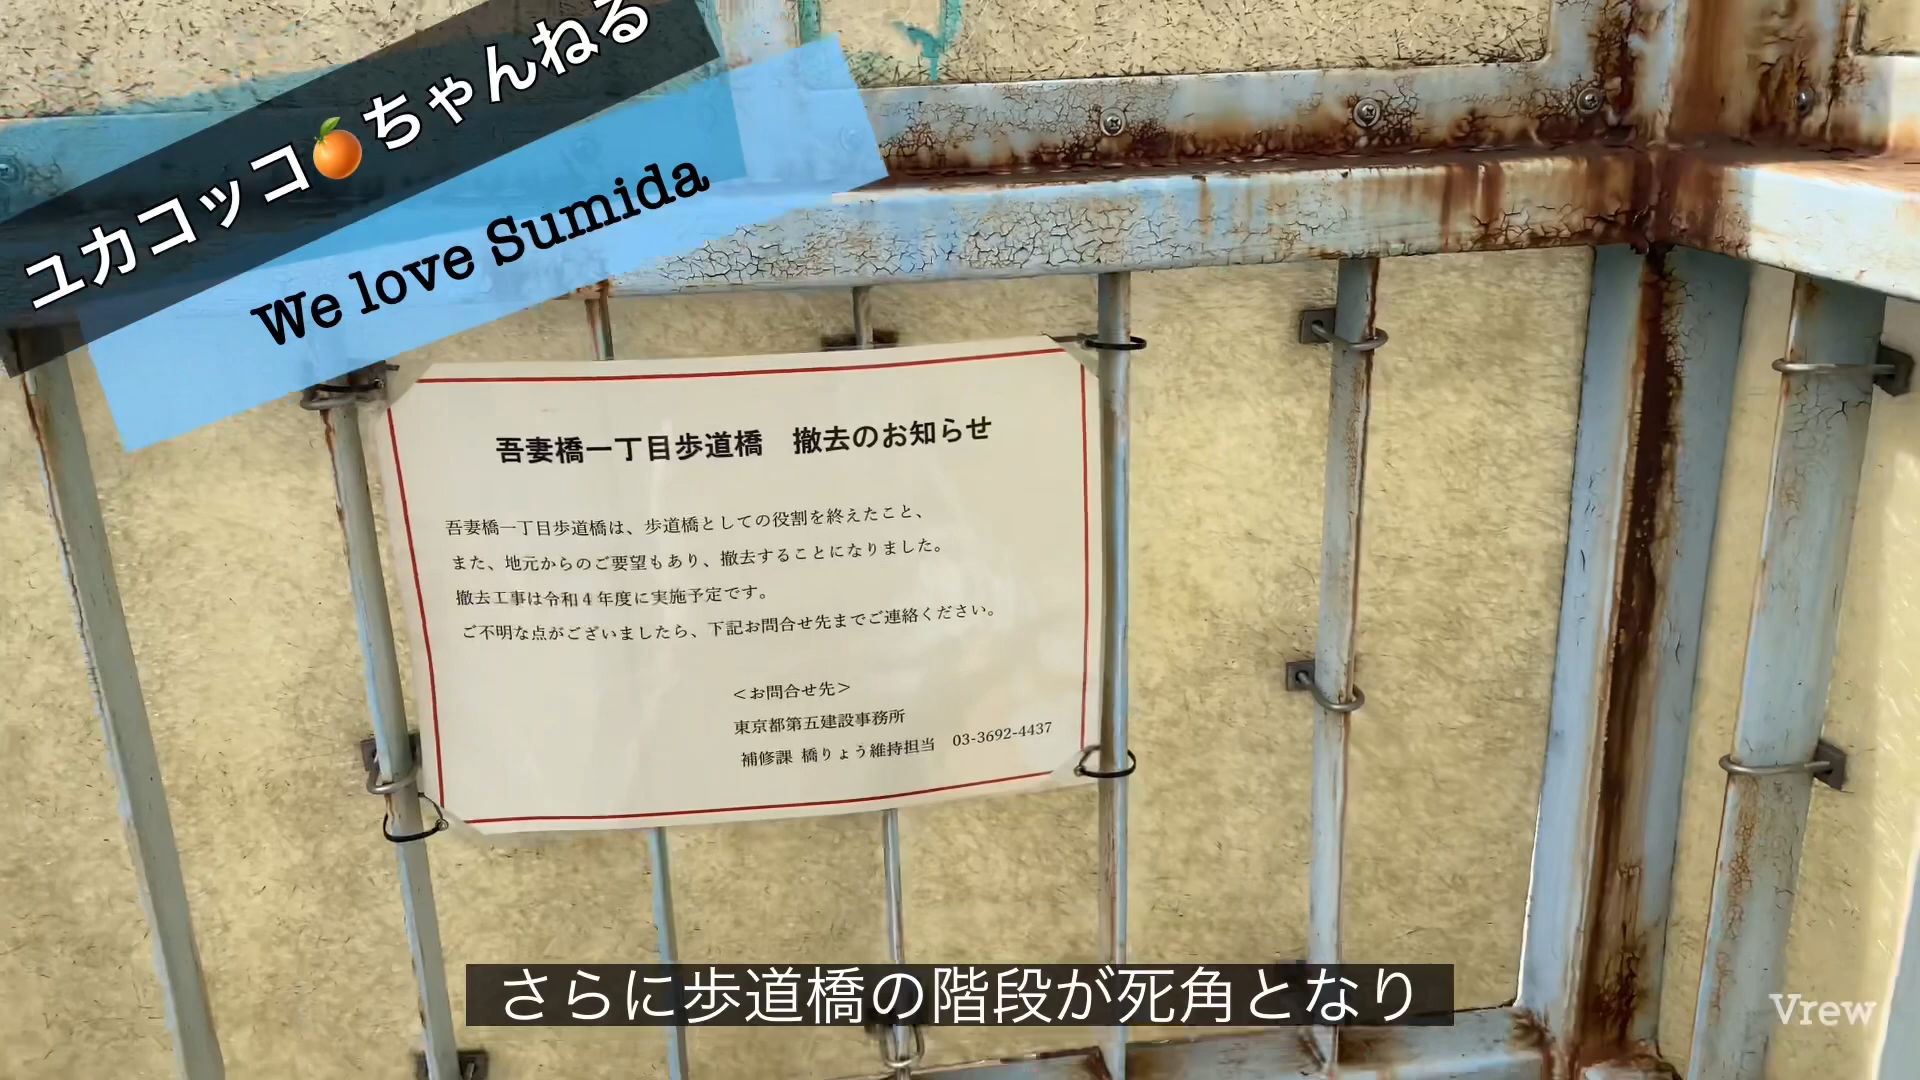 ユカコッコ🍊ちゃんねる
We love Sumida
吾妻橋一丁目歩道橋　撤去のお知らせ
吾妻橋一丁目歩道橋は、歩道橋としての役割を終えたこと、
また、地元からのご要望もあり、撤去することになりました。
撤去工事は令和４年度に実施予定です。
ご不明な点がございましたら、下記お問合せ先までご連絡ください。
＜お問合せ先＞
東京都第五建設事務所
補修課 橋りょう維持担当　03-3692-4437
さらに歩道橋の階段が死角となり
Vrew